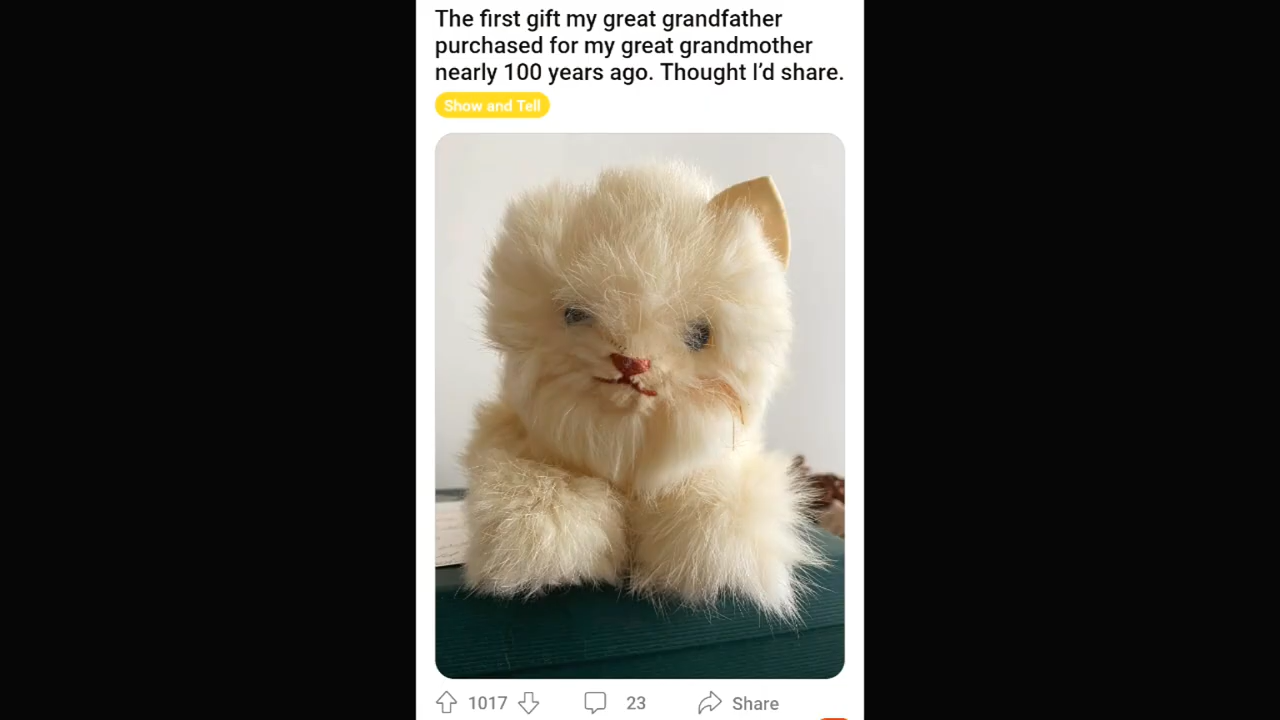 The first gift my great grandfather
purchased for my great grandmother
nearly 100 years ago. Thought I’d share.
Show and Tell
1017
23
Share